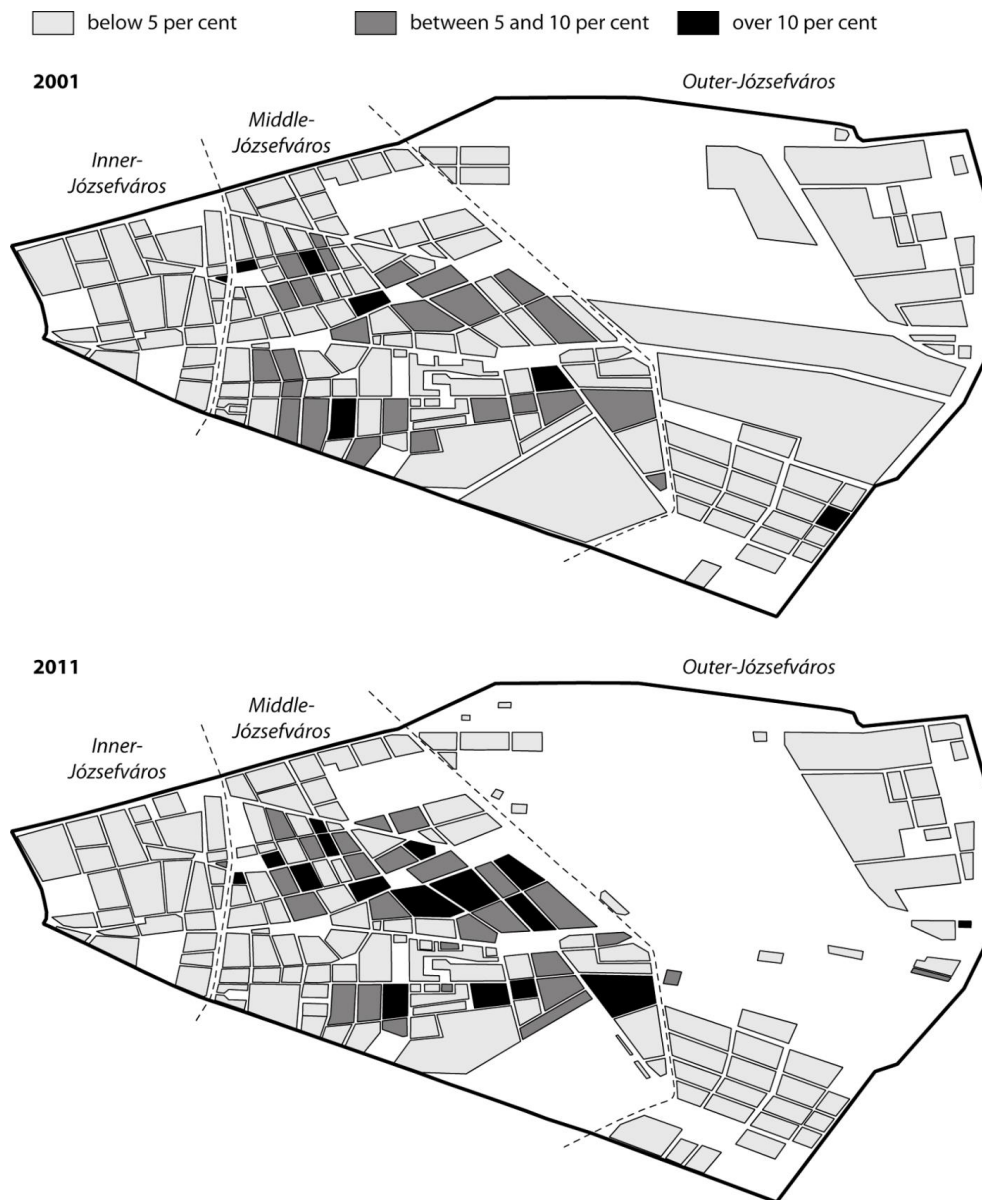 below 5 per cent
between 5 and 10 per cent
over 10 per cent
2001
Outer-Józsefváros
Middle-
Józsefváros
Inner-
Józsefváros
2011
Outer-Józsefváros
Middle-
Józsefváros
Inner-
Józsefváros